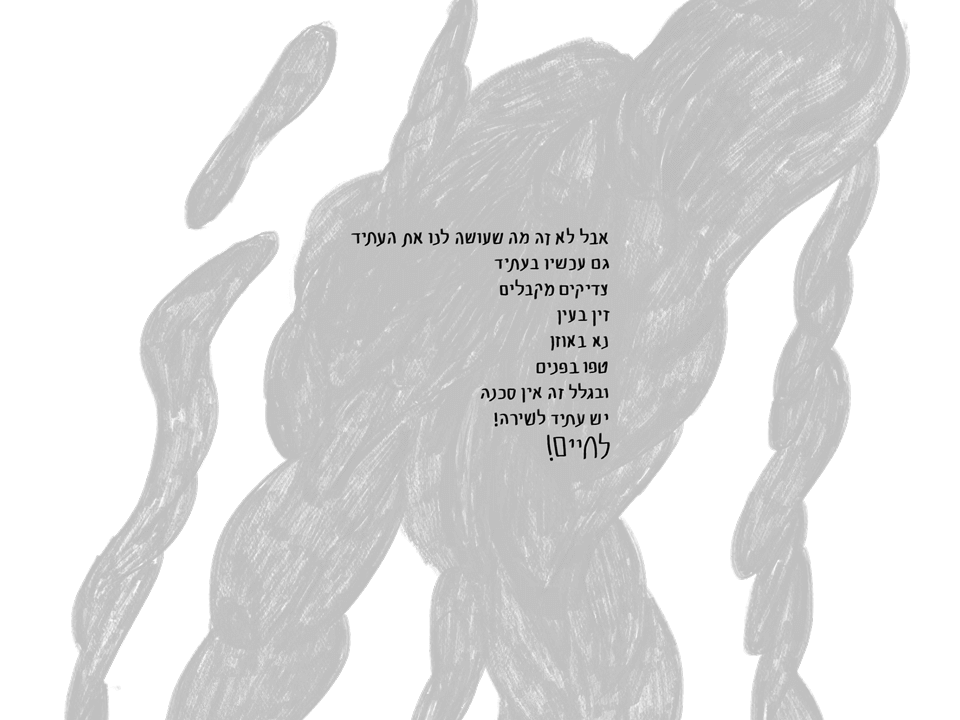 אבל לא זה מה שעושה לנו את העתיד
גם עכשיו בעתיד
צדיקים מקבלים
זין בעין
נא באוזן
טפו בפנים
ובגלל זה אין סכנה
יש עתיד לשירה!
לחיים!